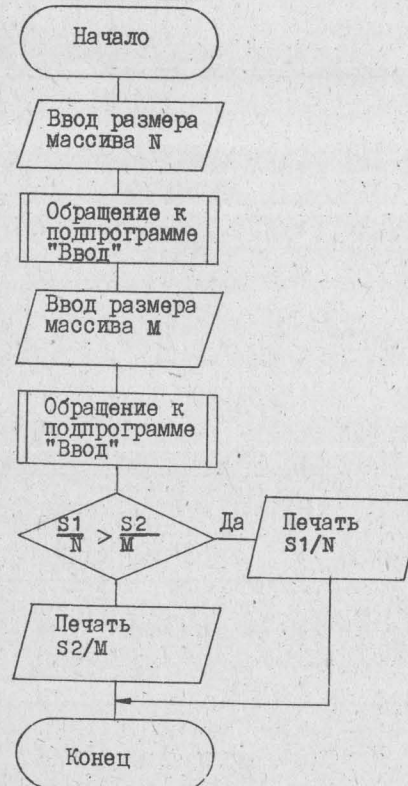 Начало
Ввод размера
массива N
Обращение к
подпрограмме
"Ввод"
Ввод размера
массива M
Обращение к
подпрограмме
"Ввод"
S1/N > S2/M
Да
Печать
S1/N
Печать
S2/M
Конец